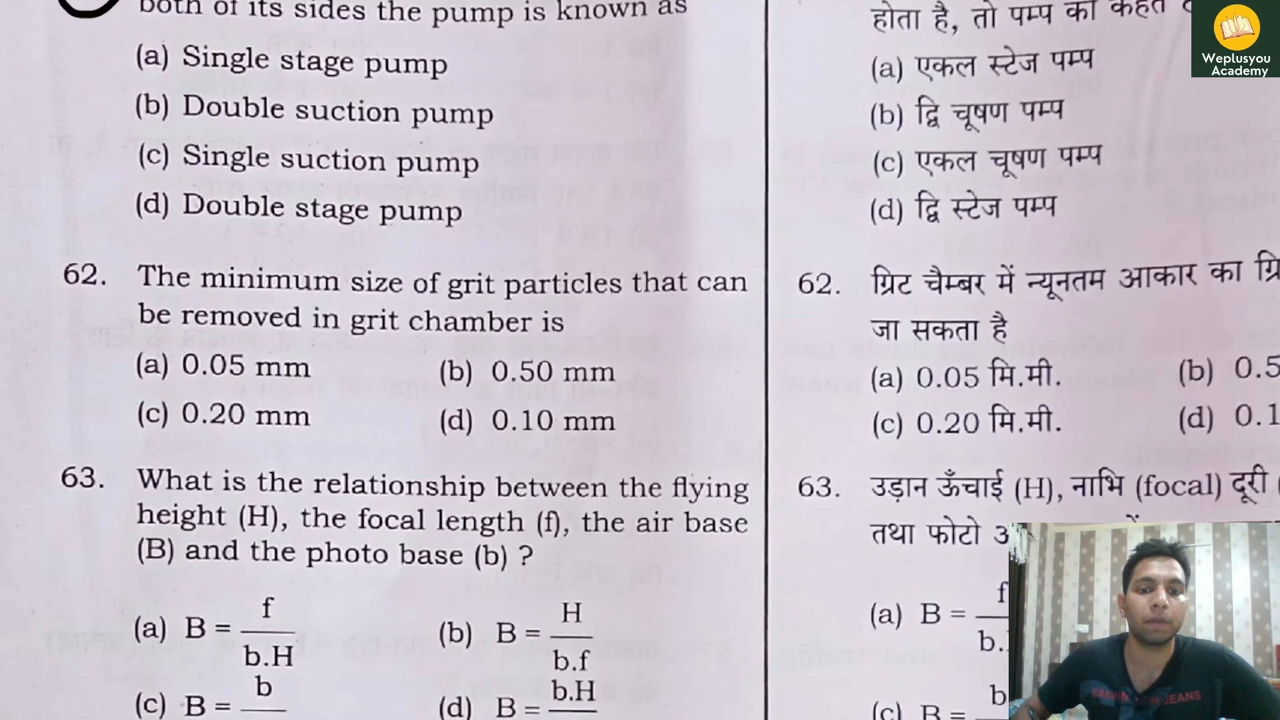 both of its sides the pump is known as
(a) Single stage pump
(b) Double suction pump
(c) Single suction pump
(d) Double stage pump
62. The minimum size of grit particles that can
be removed in grit chamber is
(a) 0.05 mm (b) 0.50 mm
(c) 0.20 mm (d) 0.10 mm
63. What is the relationship between the flying
height (H), the focal length (f), the air base
(B) and the photo base (b) ?
(a) B = f / b.H (b) B = H / b.f
(c) B = b (d) B = b.H
होता है, तो पम्प को कहते
(a) एकल स्टेज पम्प
(b) द्वि चूषण पम्प
(c) एकल चूषण पम्प
(d) द्वि स्टेज पम्प
62. ग्रिट चैम्बर में न्यूनतम आकार का
जा सकता है
(a) 0.05 मि.मी. (b) 0.5
(c) 0.20 मि.मी. (d) 0.1
63. उड़ान ऊँचाई (H), नाभि (focal) दूरी
तथा फोटो
(a) B = f / b.
(c) B = b
Weplusyou
Academy